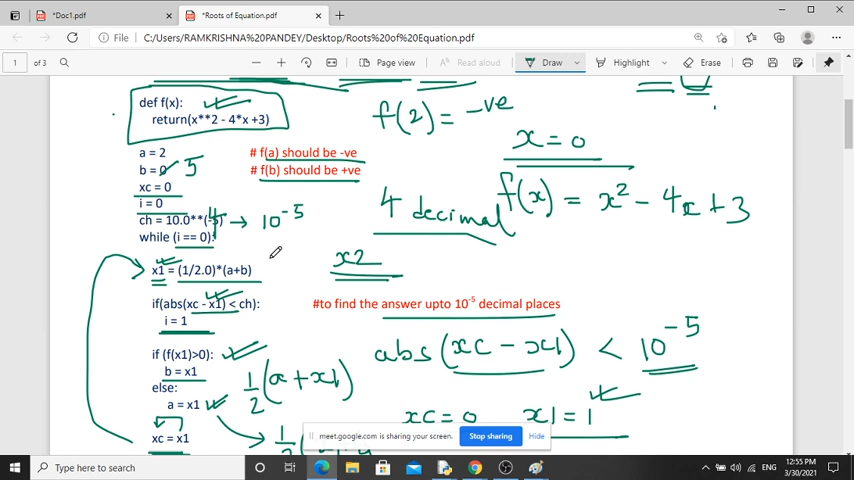 *Doc1.pdf
*Roots of Equation.pdf
File | C:/Users/RAMKRISHNA%20PANDEY/Desktop/Roots%20of%20Equation.pdf
1 of 3
Page view
Read aloud
Draw
Highlight
Erase
def f(x):
return(x**2 - 4*x +3)
f(2) = -ve
x = 0
a = 2 # f(a) should be -ve
b = 0 5 # f(b) should be +ve
xc = 0
f(x) = x² - 4x + 3
i = 0
4 decimal
ch = 10.0**(-5) 4 → 10⁻⁵
while (i == 0):
x1 = (1/2.0)*(a+b)
x2
if(abs(xc - x1) < ch): #to find the answer upto 10⁻⁵ decimal places
i = 1
abs(xc - x1) < 10⁻⁵
if (f(x1)>0):
b = x1
1/2 (a + x1)
else:
a = x1
xc = 0 x1 = 1
xc = x1
1/2
meet.google.com is sharing your screen.
Stop sharing
Hide
Type here to search
ENG
12:55 PM
3/30/2021